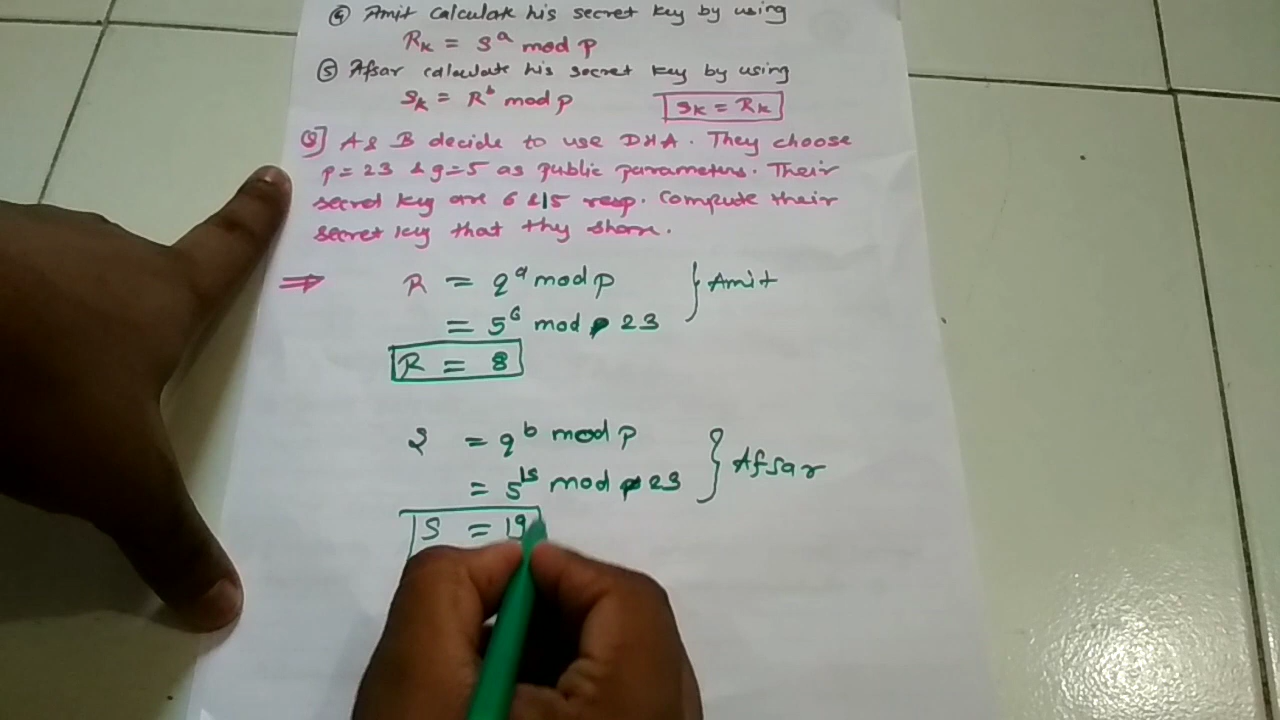 ④ Amit calculate his secret key by using
Rk = S^a mod p
⑤ Afsar calculate his secret key by using
Sk = R^b mod p    Sk = Rk
Q] A & B decide to use DHA. They choose
p = 23 & g = 5 as public parameters. Their
secret key are 6 & 15 resp. Compute their
secret key that thy share.
⇒ R = g^a mod p } Amit
= 5^6 mod 23
R = 8
S = g^b mod p } Afsar
= 5^15 mod 23
S = 19